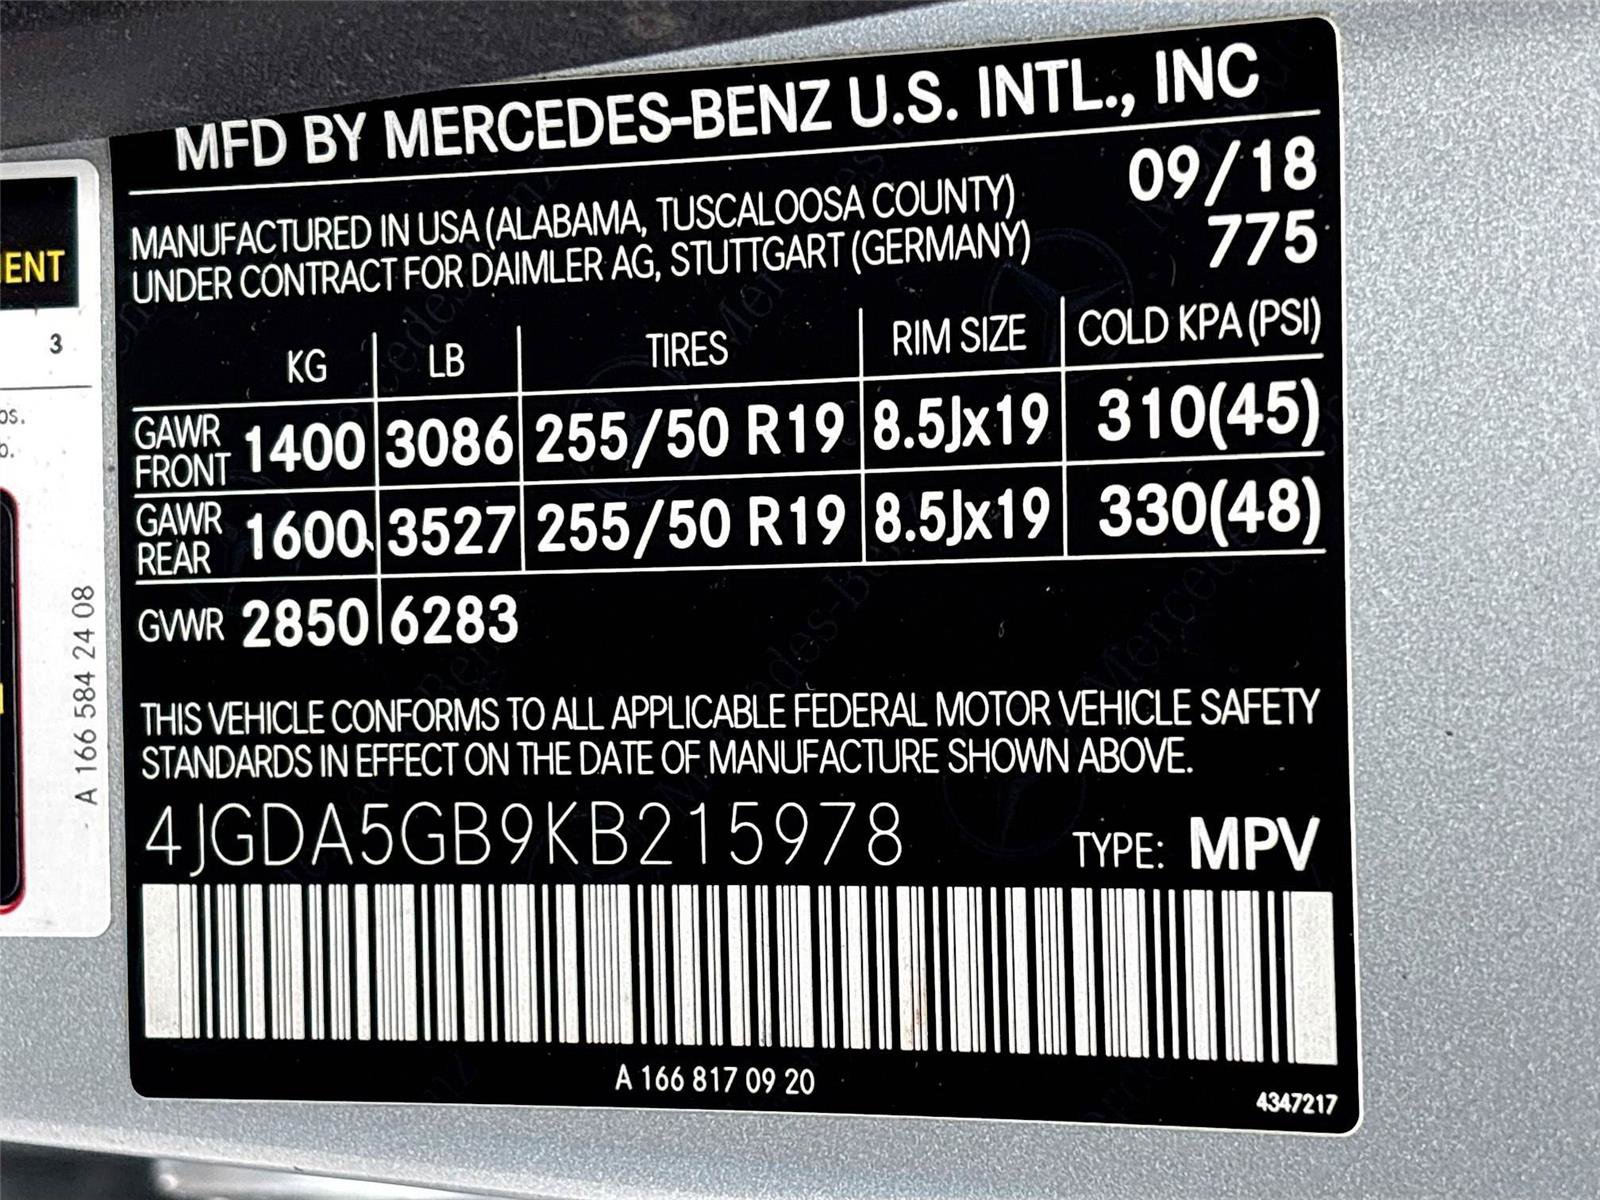 MFD BY MERCEDES-BENZ U.S. INTL., INC
09/18
MANUFACTURED IN USA (ALABAMA, TUSCALOOSA COUNTY)
UNDER CONTRACT FOR DAIMLER AG, STUTTGART (GERMANY)
775
KG LB TIRES RIM SIZE COLD KPA (PSI)
GAWR FRONT 1400 3086 255/50 R19 8.5Jx19 310(45)
GAWR REAR 1600 3527 255/50 R19 8.5Jx19 330(48)
GVWR 2850 6283
THIS VEHICLE CONFORMS TO ALL APPLICABLE FEDERAL MOTOR VEHICLE SAFETY
STANDARDS IN EFFECT ON THE DATE OF MANUFACTURE SHOWN ABOVE.
4JGDA5GB9KB215978
TYPE: MPV
A 166 817 09 20
4347217
3
A 166 584 24 08